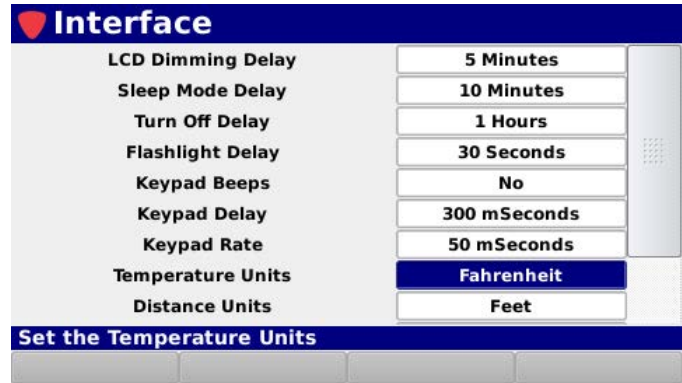 Interface
LCD Dimming Delay 5 Minutes
Sleep Mode Delay 10 Minutes
Turn Off Delay 1 Hours
Flashlight Delay 30 Seconds
Keypad Beeps No
Keypad Delay 300 mSeconds
Keypad Rate 50 mSeconds
Temperature Units Fahrenheit
Distance Units Feet
Set the Temperature Units